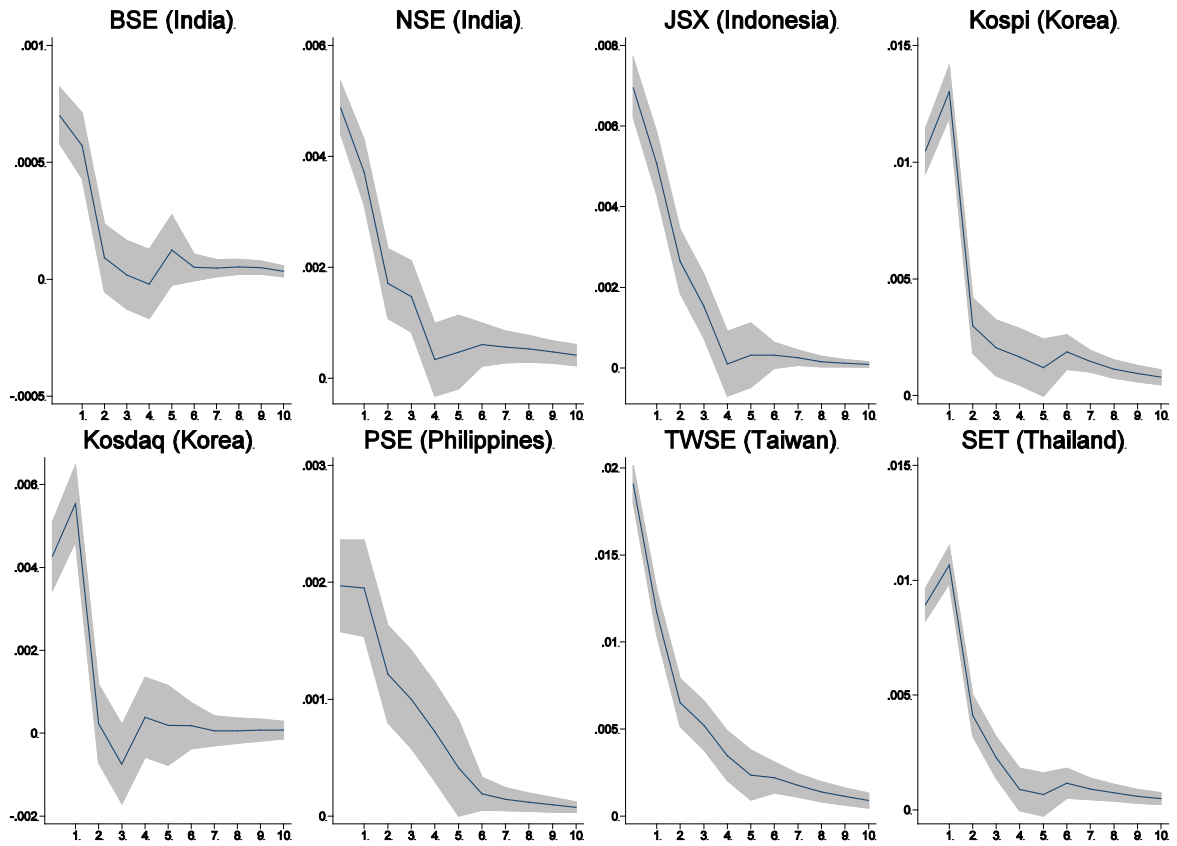 BSE (India).
NSE (India).
JSX (Indonesia).
Kospi (Korea).
.001.
.0005.
0.
-.0005.
1. 2. 3. 4. 5. 6. 7. 8. 9. 10.
.006.
.004.
.002.
0.
1. 2. 3. 4. 5. 6. 7. 8. 9. 10.
.008.
.006.
.004.
.002.
0.
1. 2. 3. 4. 5. 6. 7. 8. 9. 10.
.015.
.01.
.005.
0.
1. 2. 3. 4. 5. 6. 7. 8. 9. 10.
Kosdaq (Korea).
PSE (Philippines).
TWSE (Taiwan).
SET (Thailand).
.006.
.004.
.002.
0.
-.002.
1. 2. 3. 4. 5. 6. 7. 8. 9. 10.
.003.
.002.
.001.
0.
1. 2. 3. 4. 5. 6. 7. 8. 9. 10.
.02.
.015.
.01.
.005.
0.
1. 2. 3. 4. 5. 6. 7. 8. 9. 10.
.015.
.01.
.005.
0.
1. 2. 3. 4. 5. 6. 7. 8. 9. 10.